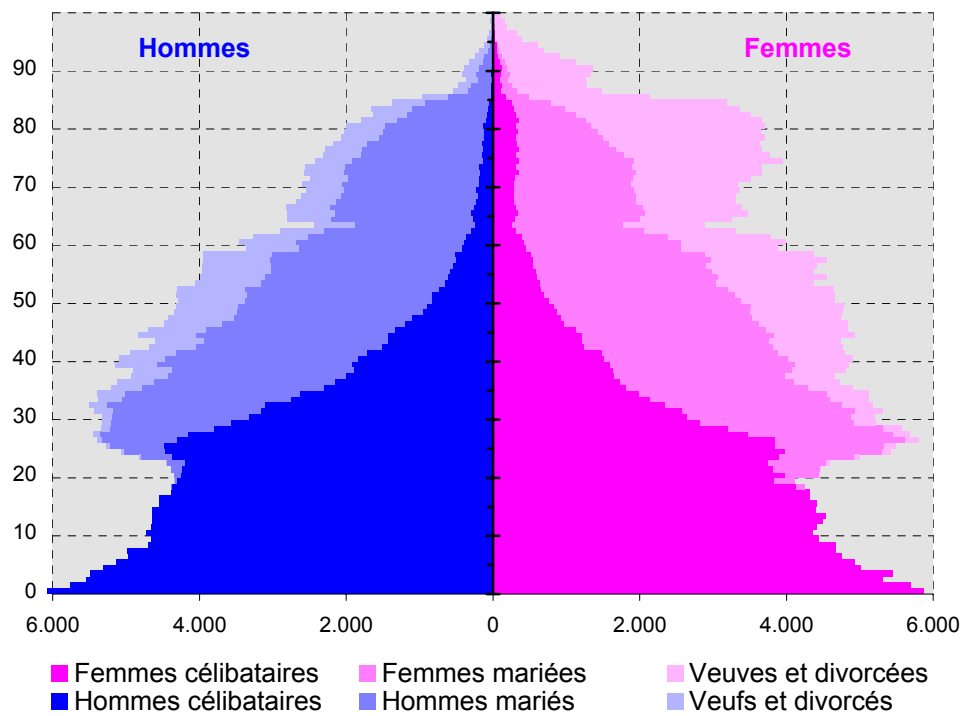 Hommes Femmes
90
80
70
60
50
40
30
20
10
0
6.000 4.000 2.000 0 2.000 4.000 6.000
Femmes célibataires Femmes mariées Veuves et divorcées
Hommes célibataires Hommes mariés Veufs et divorcés